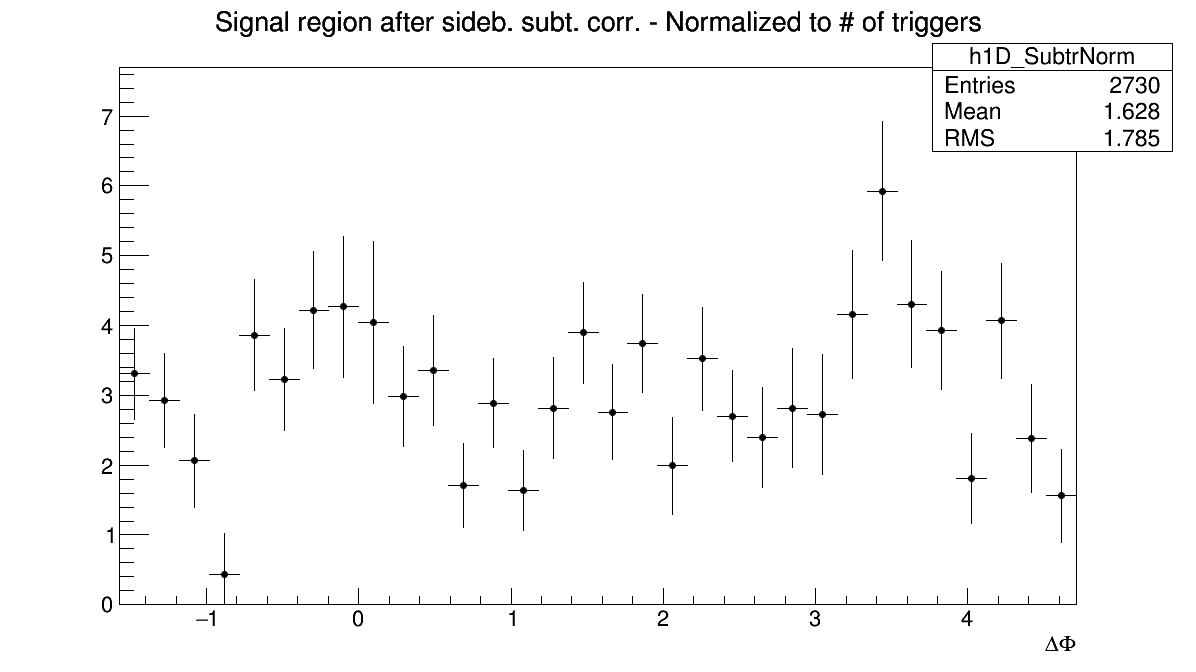 Signal region after sideb. subt. corr. - Normalized to # of triggers
h1D_SubtrNorm
Entries 2730
Mean 1.628
RMS 1.785
7
6
5
4
3
2
1
0
−1 0 1 2 3 4
ΔΦ